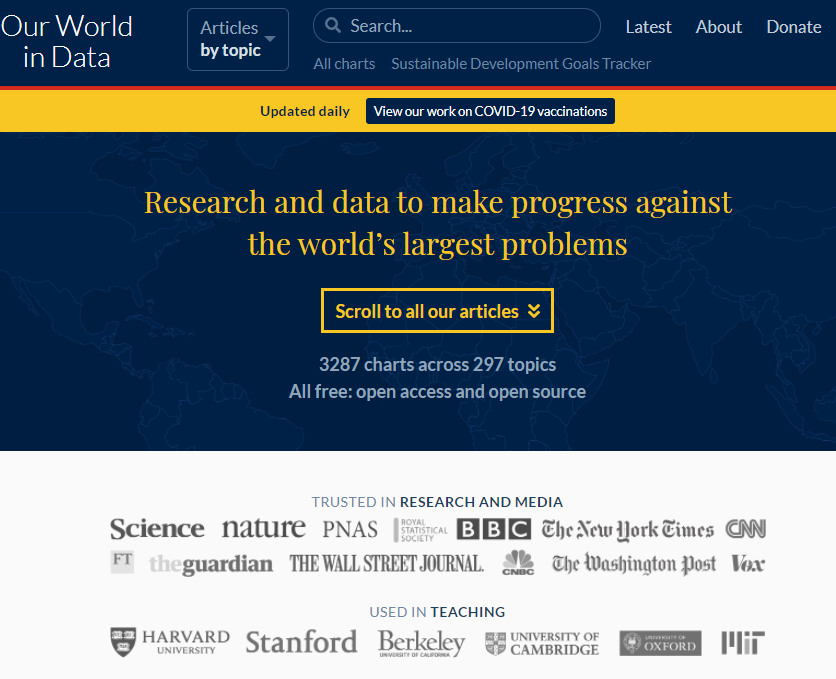 Our World
in Data
Articles
by topic
Search...
Latest
About
Donate
All charts
Sustainable Development Goals Tracker
Updated daily
View our work on COVID-19 vaccinations
Research and data to make progress against
the world's largest problems
Scroll to all our articles
3287 charts across 297 topics
All free: open access and open source
TRUSTED IN RESEARCH AND MEDIA
Science nature PNAS ROYAL STATISTICAL SOCIETY BBC The New York Times CNN
FT theguardian THE WALL STREET JOURNAL. CNBC The Washington Post Vox
USED IN TEACHING
HARVARD UNIVERSITY Stanford Berkeley UNIVERSITY OF CALIFORNIA UNIVERSITY OF CAMBRIDGE UNIVERSITY OF OXFORD MIT